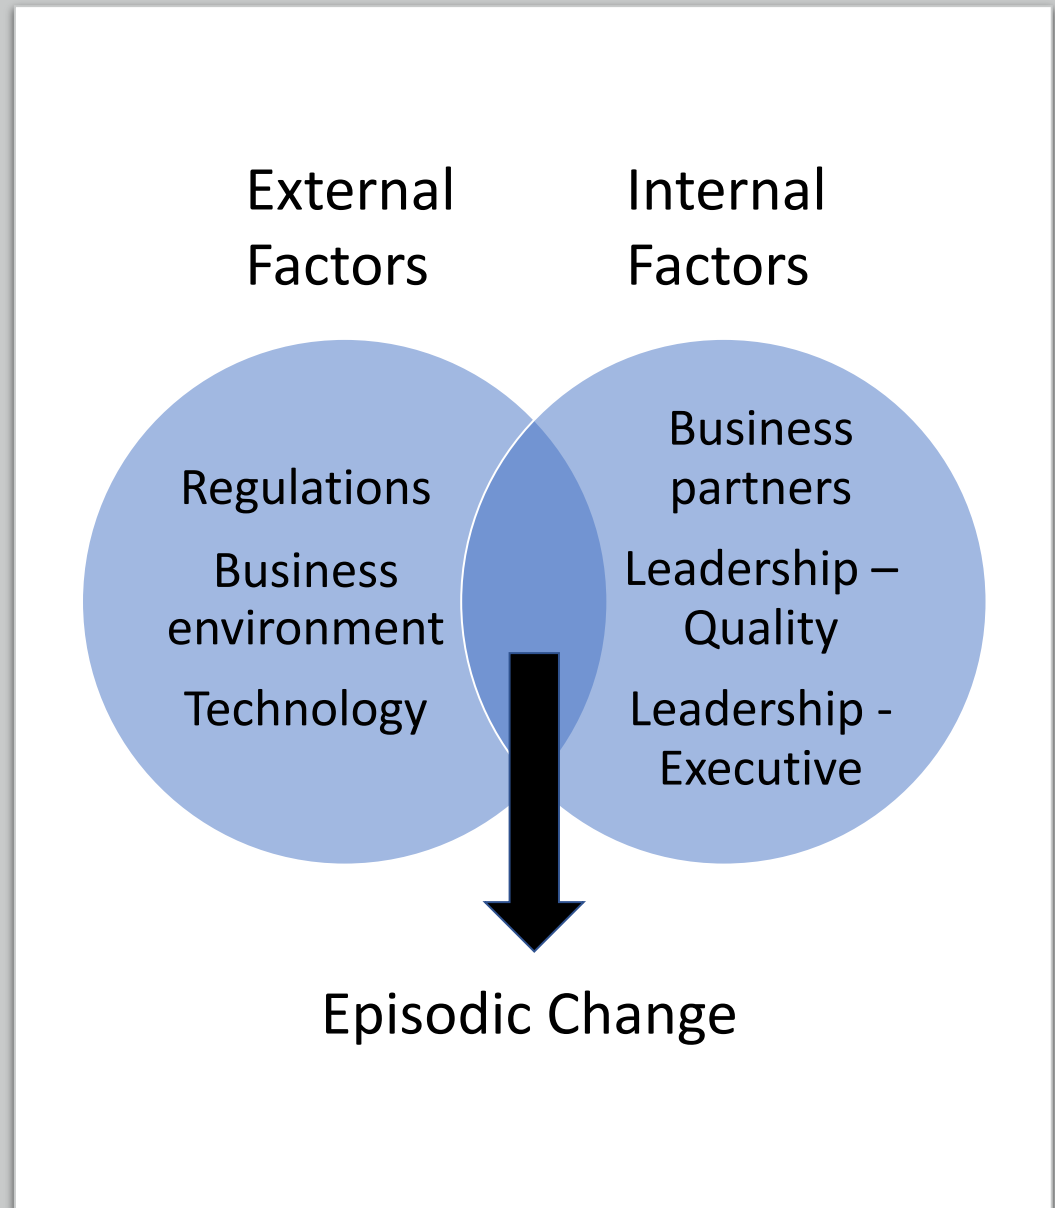 External
Factors
Internal
Factors
Regulations
Business
environment
Technology
Business
partners
Leadership –
Quality
Leadership -
Executive
Episodic Change